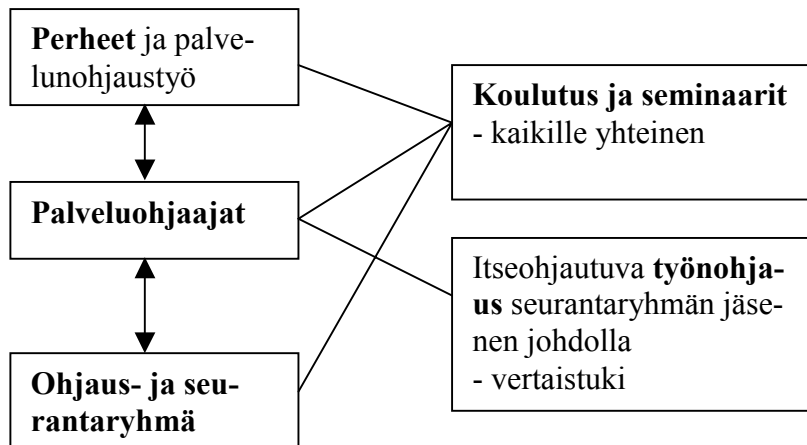 Perheet ja palve-
lunohjaustyö
Koulutus ja seminaarit
- kaikille yhteinen
Palveluohjaajat
Itseohjautuva työnohja-
us seurantaryhmän jäse-
nen johdolla
- vertaistuki
Ohjaus- ja seu-
rantaryhmä